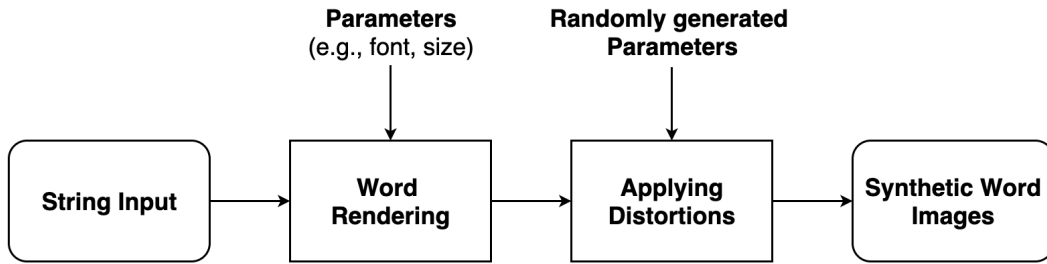 Parameters
(e.g., font, size)
Randomly generated
Parameters
String Input
Word
Rendering
Applying
Distortions
Synthetic Word
Images